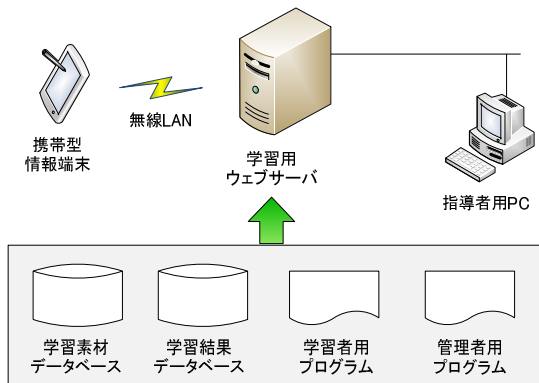 携帯型
情報端末
無線LAN
学習用
ウェブサーバ
指導者用PC
学習素材
データベース
学習結果
データベース
学習者用
プログラム
管理者用
プログラム